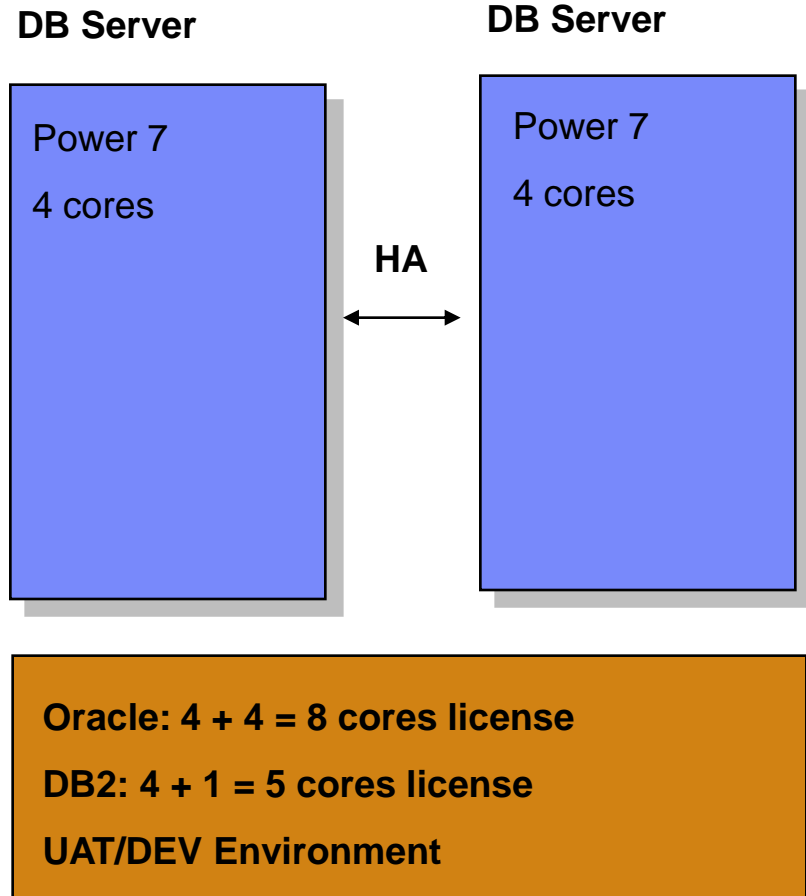 DB Server
DB Server
Power 7
4 cores
Power 7
4 cores
HA
Oracle: 4 + 4 = 8 cores license
DB2: 4 + 1 = 5 cores license
UAT/DEV Environment